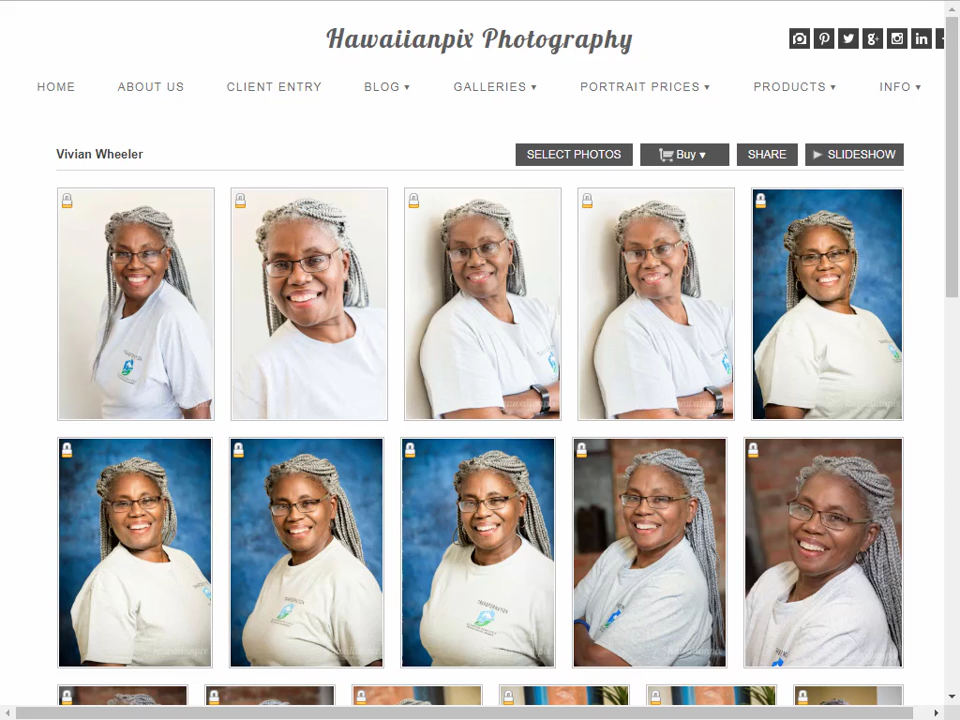 Hawaiianpix Photography
HOME ABOUT US CLIENT ENTRY BLOG ▾ GALLERIES ▾ PORTRAIT PRICES ▾ PRODUCTS ▾ INFO ▾
Vivian Wheeler
SELECT PHOTOS Buy ▾ SHARE SLIDESHOW